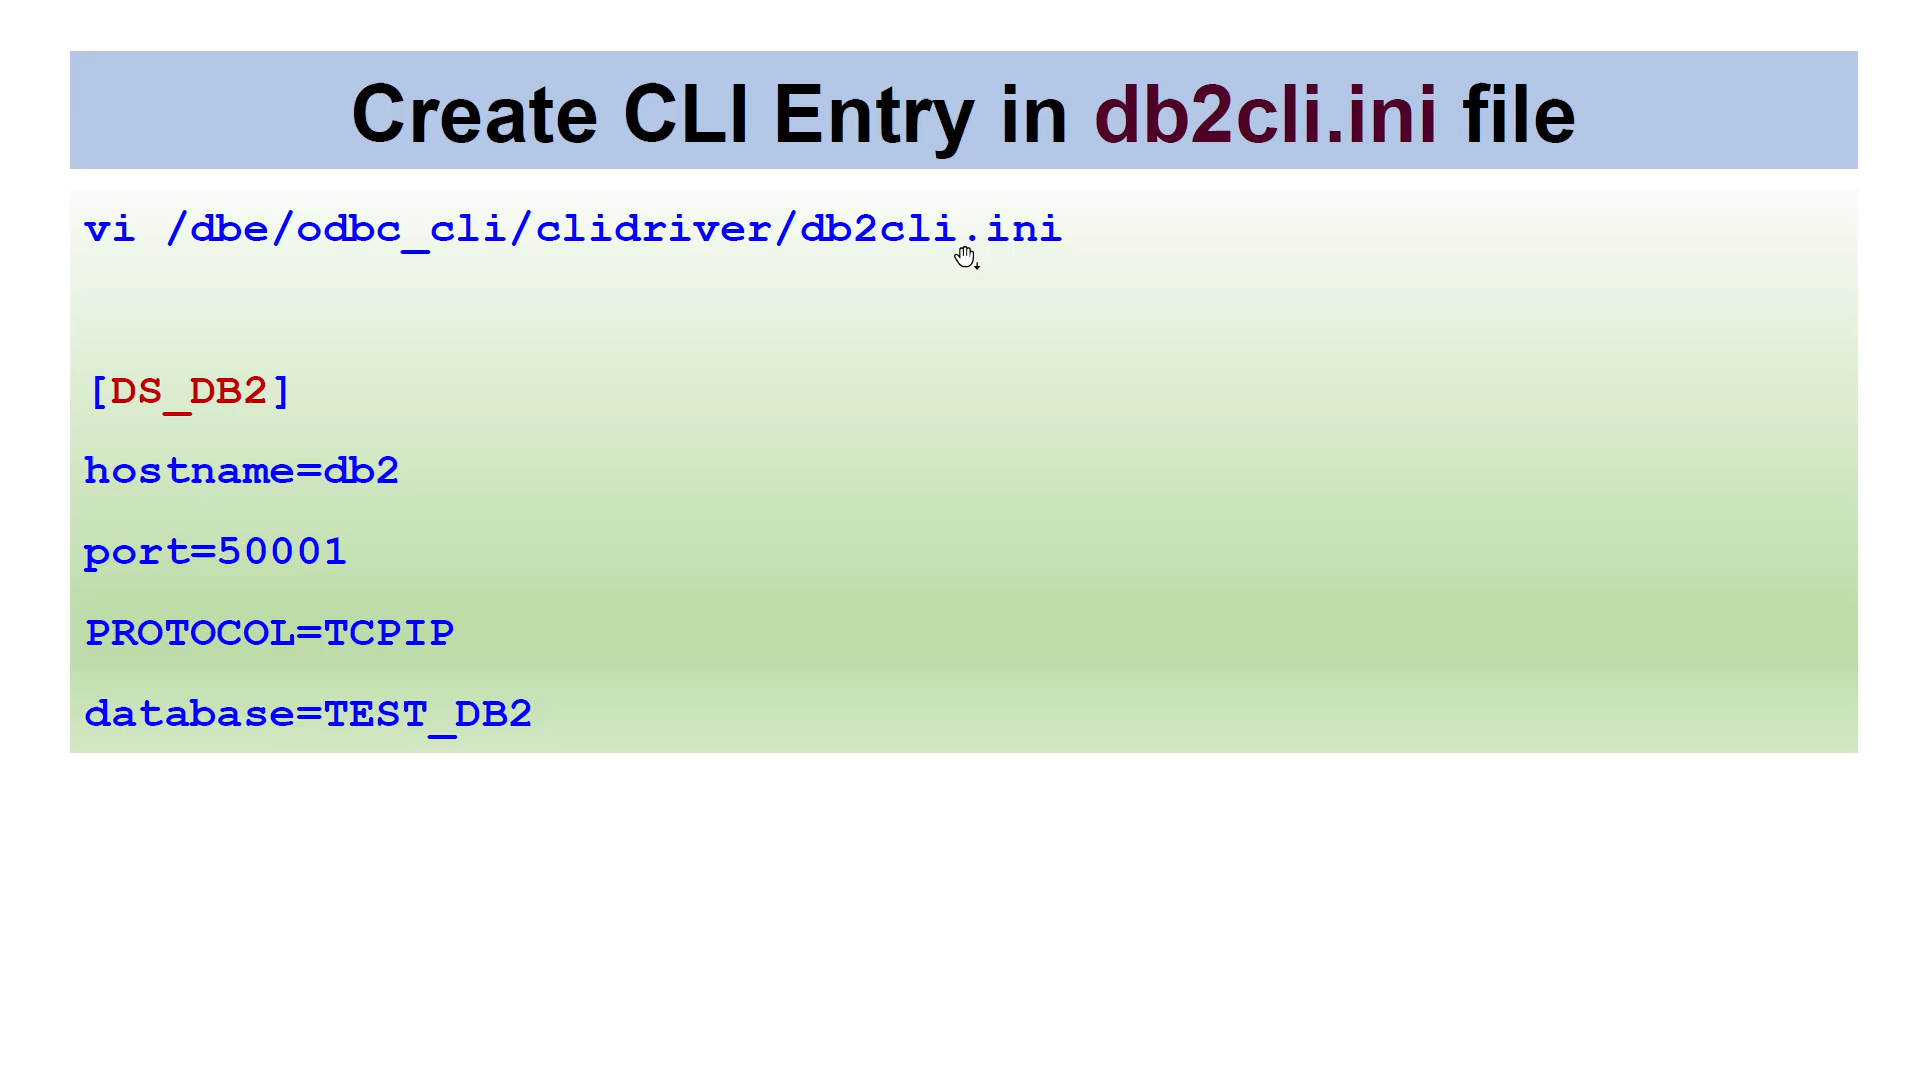 Create CLI Entry in db2cli.ini file
vi /dbe/odbc_cli/clidriver/db2cli.ini
[DS_DB2]
hostname=db2
port=50001
PROTOCOL=TCPIP
database=TEST_DB2